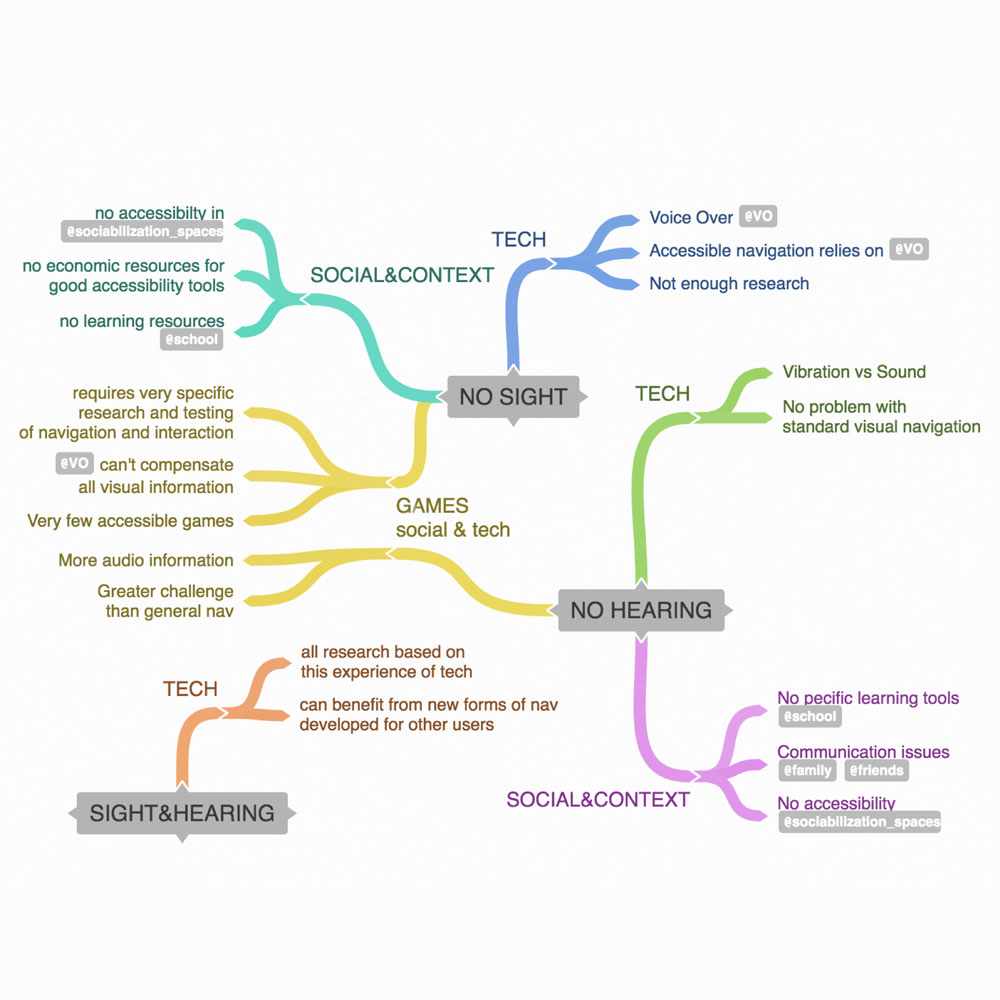 no accessibilty in
@sociabilization_spaces
no economic resources for
good accessibility tools
no learning resources
@school
SOCIAL&CONTEXT
TECH
Voice Over @VO
Accessible navigation relies on @VO
Not enough research
NO SIGHT
requires very specific
research and testing
of navigation and interaction
@VO can't compensate
all visual information
Very few accessible games
GAMES
social & tech
More audio information
Greater challenge
than general nav
TECH
Vibration vs Sound
No problem with
standard visual navigation
NO HEARING
TECH
all research based on
this experience of tech
can benefit from new forms of nav
developed for other users
SIGHT&HEARING
SOCIAL&CONTEXT
No pecific learning tools
@school
Communication issues
@family @friends
No accessibility
@sociabilization_spaces